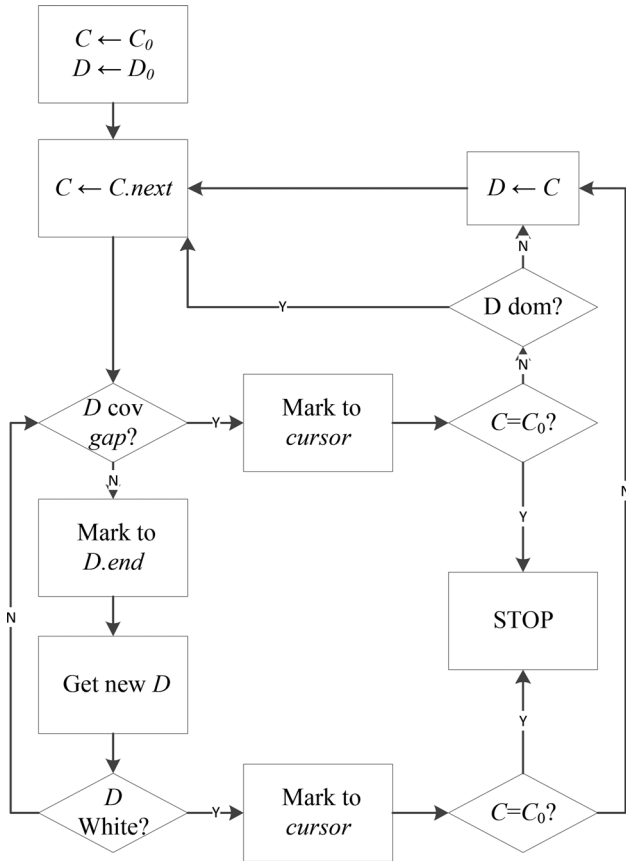 C ← C₀
D ← D₀
C ← C.next
D ← C
N
D dom?
Y
N
D cov
gap?
Y
Mark to
cursor
C=C₀?
N
Mark to
D.end
Y
N
N
STOP
Get new D
Y
D
White?
Y
Mark to
cursor
C=C₀?